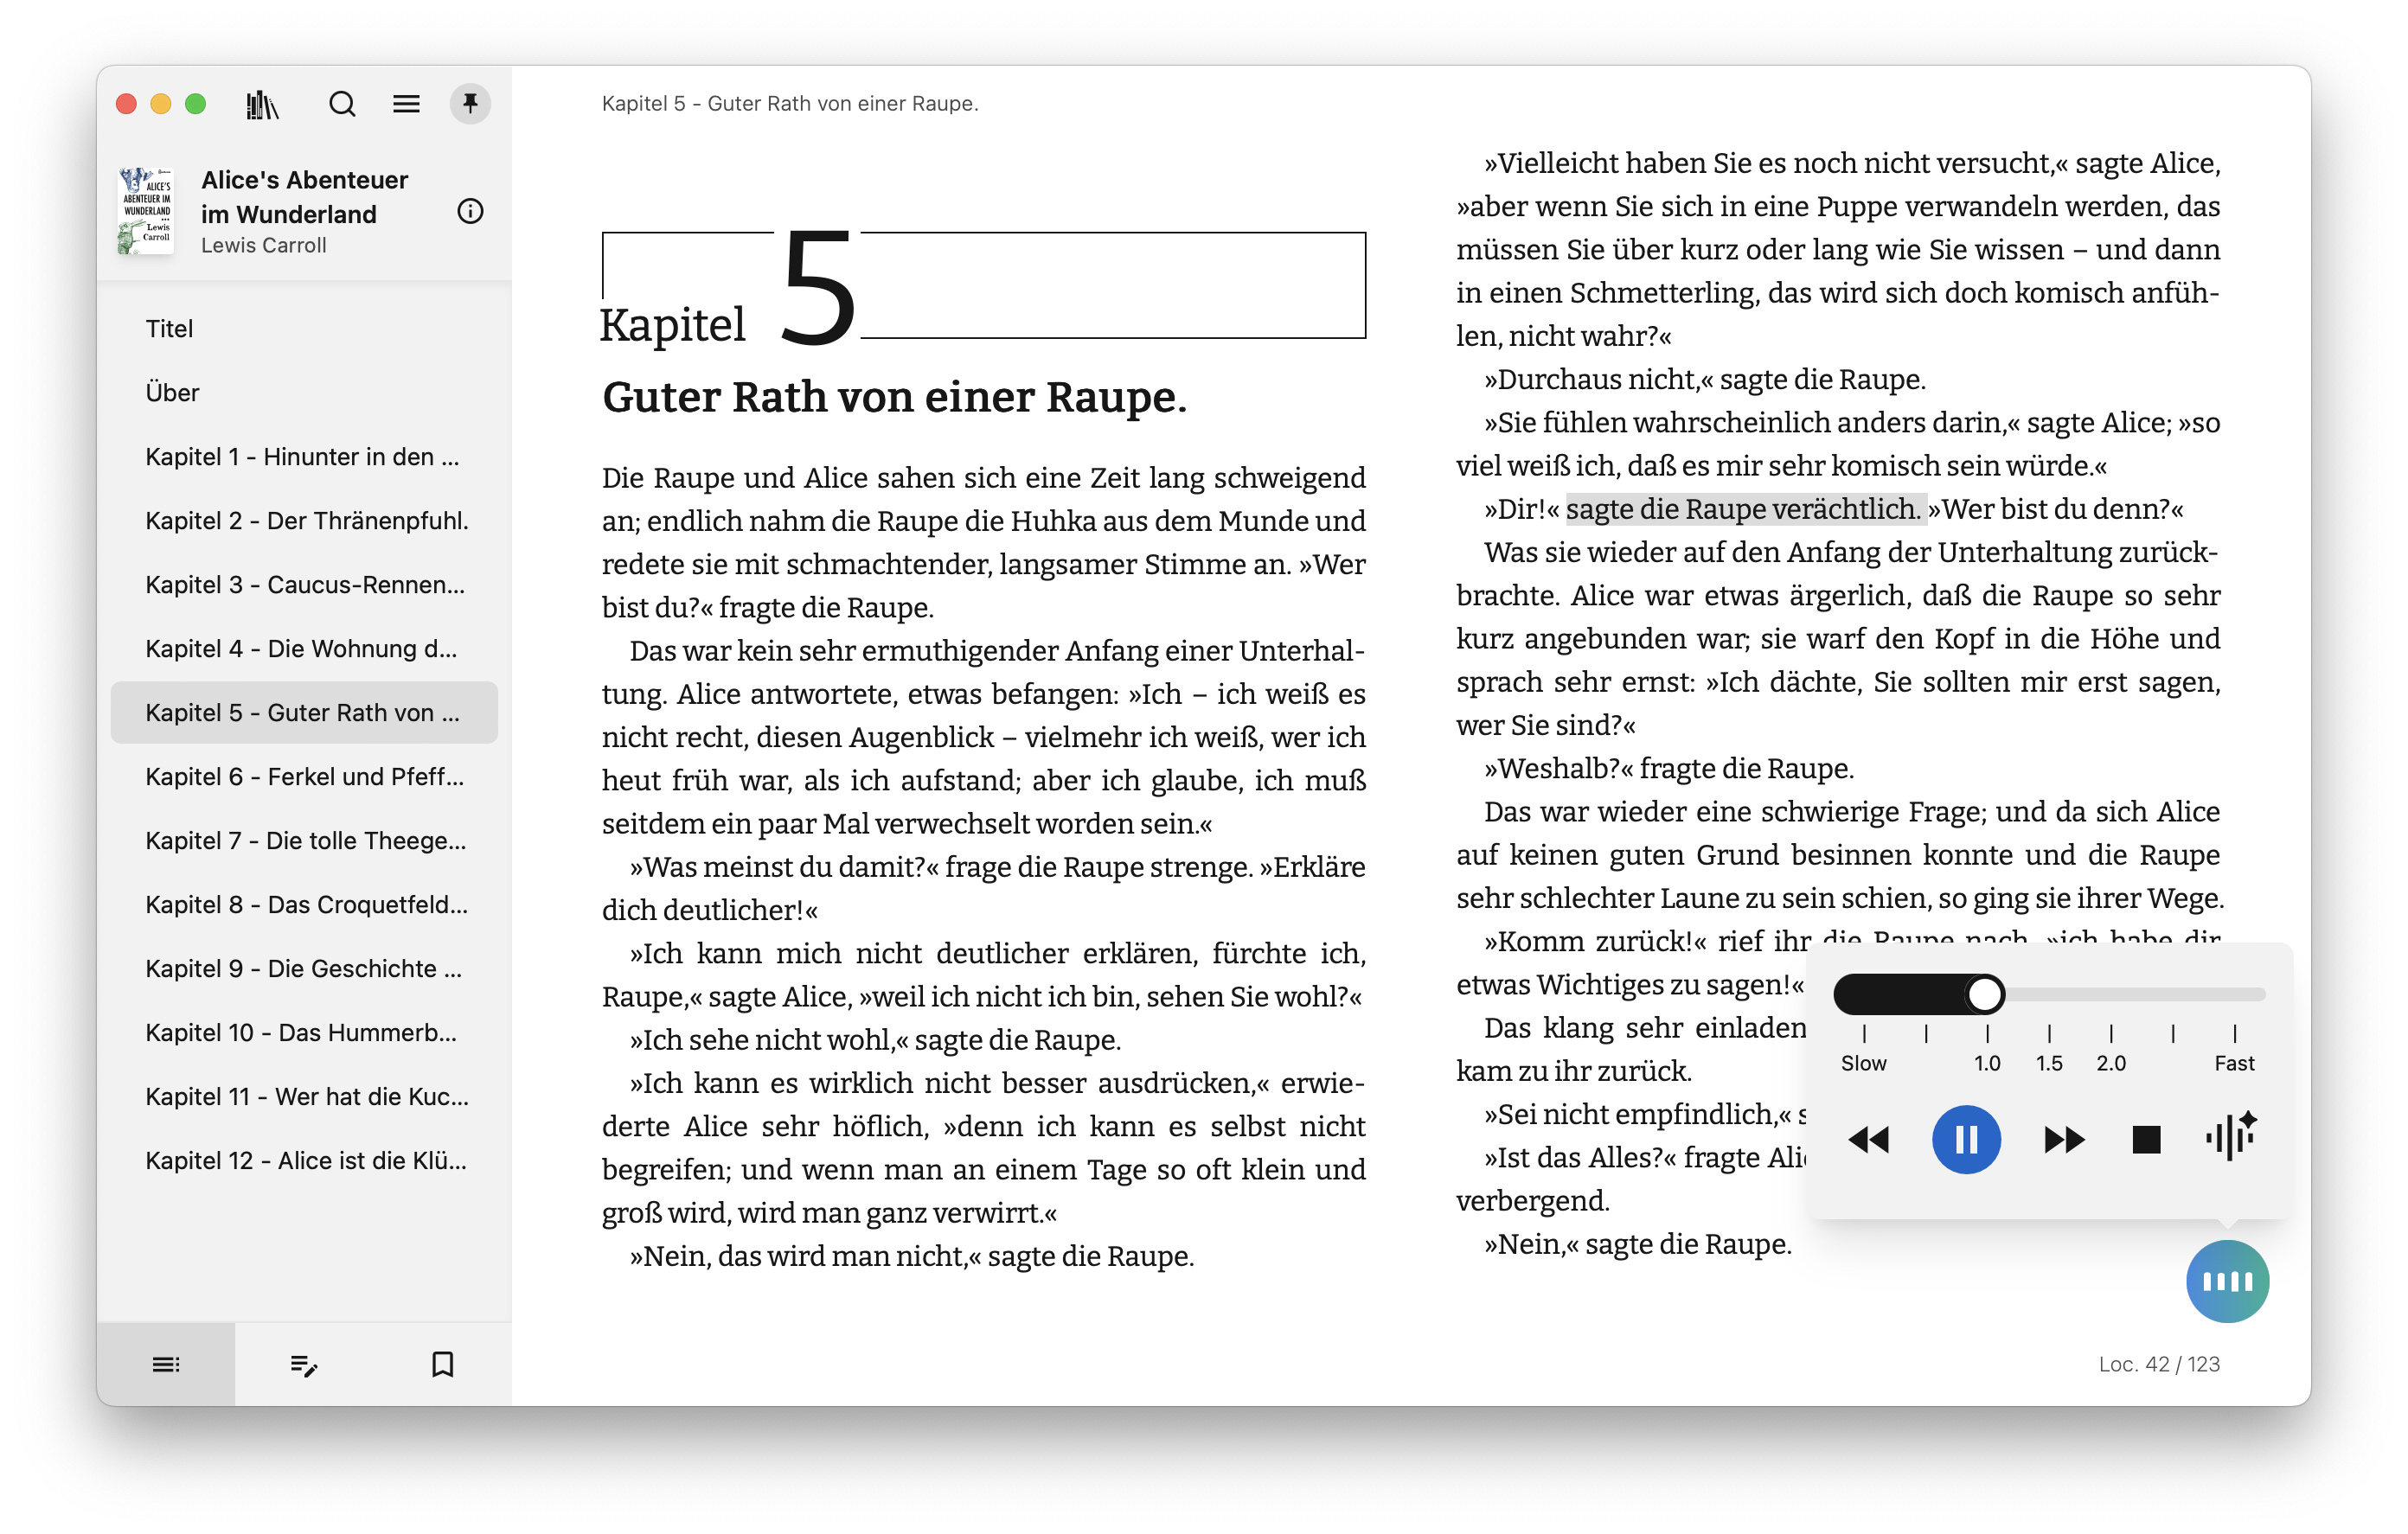 Alice's Abenteuer
im Wunderland
Lewis Carroll
ALICE'S
ABENTEUER IM
WUNDERLAND
Lewis
Carroll
Titel
Über
Kapitel 1 - Hinunter in den ...
Kapitel 2 - Der Thränenpfuhl.
Kapitel 3 - Caucus-Rennen...
Kapitel 4 - Die Wohnung d...
Kapitel 5 - Guter Rath von ...
Kapitel 6 - Ferkel und Pfeff...
Kapitel 7 - Die tolle Theege...
Kapitel 8 - Das Croquetfeld...
Kapitel 9 - Die Geschichte ...
Kapitel 10 - Das Hummerb...
Kapitel 11 - Wer hat die Kuc...
Kapitel 12 - Alice ist die Klü...
Kapitel 5 - Guter Rath von einer Raupe.
Kapitel 5
Guter Rath von einer Raupe.
Die Raupe und Alice sahen sich eine Zeit lang schweigend
an; endlich nahm die Raupe die Huhka aus dem Munde und
redete sie mit schmachtender, langsamer Stimme an. »Wer
bist du?« fragte die Raupe.
Das war kein sehr ermuthigender Anfang einer Unterhal-
tung. Alice antwortete, etwas befangen: »Ich – ich weiß es
nicht recht, diesen Augenblick – vielmehr ich weiß, wer ich
heut früh war, als ich aufstand; aber ich glaube, ich muß
seitdem ein paar Mal verwechselt worden sein.«
»Was meinst du damit?« frage die Raupe strenge. »Erkläre
dich deutlicher!«
»Ich kann mich nicht deutlicher erklären, fürchte ich,
Raupe,« sagte Alice, »weil ich nicht ich bin, sehen Sie wohl?«
»Ich sehe nicht wohl,« sagte die Raupe.
»Ich kann es wirklich nicht besser ausdrücken,« erwie-
derte Alice sehr höflich, »denn ich kann es selbst nicht
begreifen; und wenn man an einem Tage so oft klein und
groß wird, wird man ganz verwirrt.«
»Nein, das wird man nicht,« sagte die Raupe.
»Vielleicht haben Sie es noch nicht versucht,« sagte Alice,
»aber wenn Sie sich in eine Puppe verwandeln werden, das
müssen Sie über kurz oder lang wie Sie wissen – und dann
in einen Schmetterling, das wird sich doch komisch anfüh-
len, nicht wahr?«
»Durchaus nicht,« sagte die Raupe.
»Sie fühlen wahrscheinlich anders darin,« sagte Alice; »so
viel weiß ich, daß es mir sehr komisch sein würde.«
»Dir!« sagte die Raupe verächtlich. »Wer bist du denn?«
Was sie wieder auf den Anfang der Unterhaltung zurück-
brachte. Alice war etwas ärgerlich, daß die Raupe so sehr
kurz angebunden war; sie warf den Kopf in die Höhe und
sprach sehr ernst: »Ich dächte, Sie sollten mir erst sagen,
wer Sie sind?«
»Weshalb?« fragte die Raupe.
Das war wieder eine schwierige Frage; und da sich Alice
auf keinen guten Grund besinnen konnte und die Raupe
sehr schlechter Laune zu sein schien, so ging sie ihrer Wege.
»Komm zurück!« rief ihr die Raupe nach, »ich habe dir
etwas Wichtiges zu sagen!«
Das klang sehr einladen
kam zu ihr zurück.
»Sei nicht empfindlich,« s
»Ist das Alles?« fragte Alic
verbergend.
»Nein,« sagte die Raupe.
Slow 1.0 1.5 2.0 Fast
Loc. 42 / 123